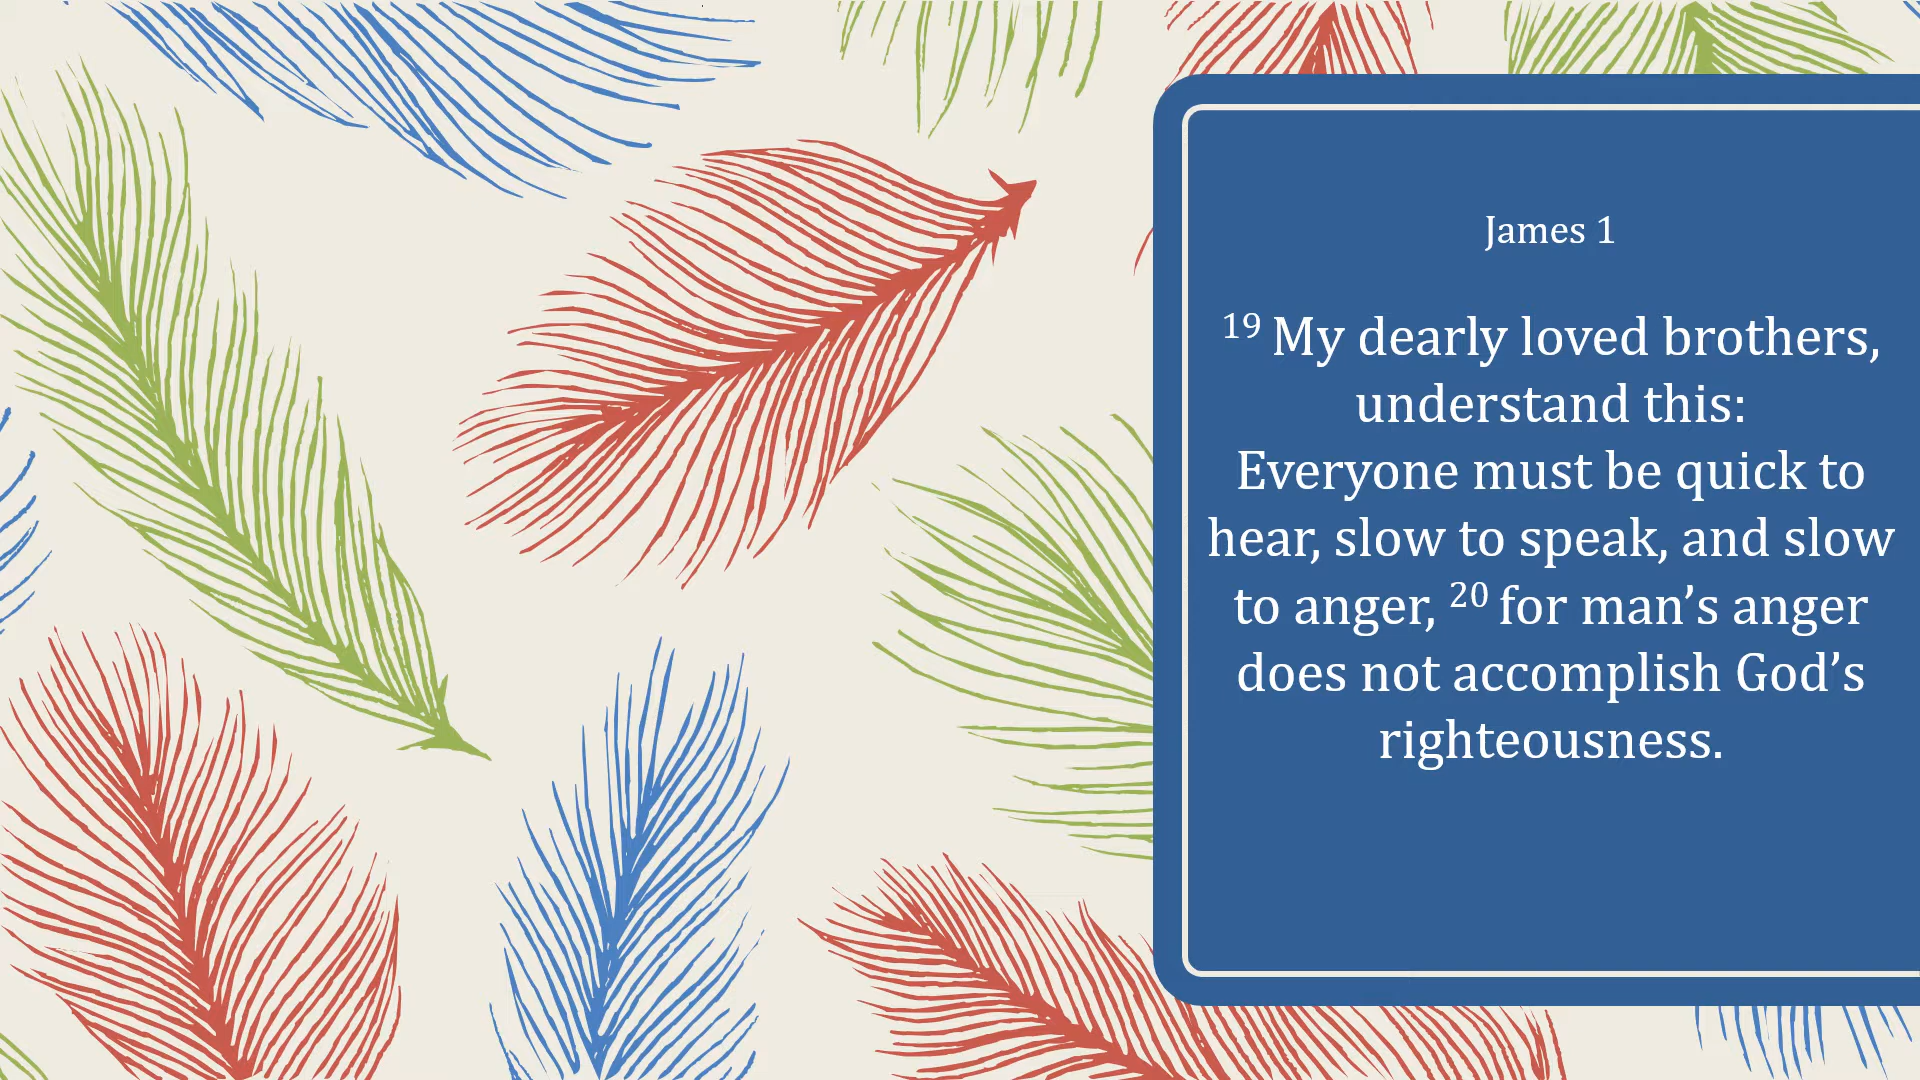 James 1
19 My dearly loved brothers,
understand this:
Everyone must be quick to
hear, slow to speak, and slow
to anger, 20 for man’s anger
does not accomplish God’s
righteousness.